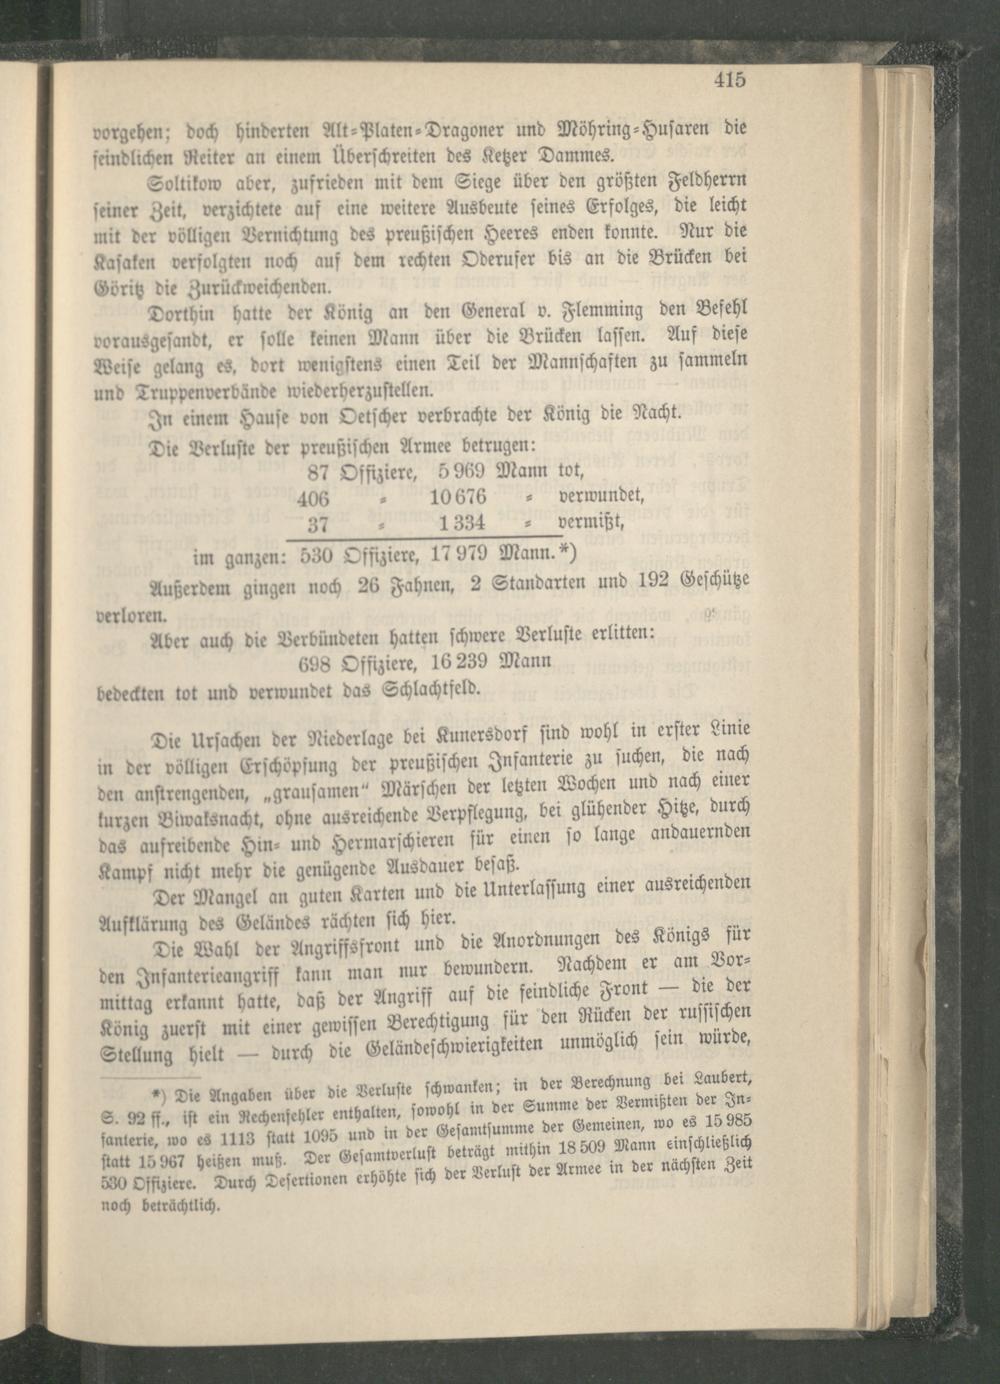 415
vorgehen; doch hinderten Alt-Platen-Dragoner und Möhring-Husaren die
feindlichen Reiter an einem Überschreiten des Ketzer Dammes.
Soltikow aber, zufrieden mit dem Siege über den größten Feldherrn
seiner Zeit, verzichtete auf eine weitere Ausbeute seines Erfolges, die leicht
mit der völligen Vernichtung des preußischen Heeres enden konnte. Nur die
Kasaken verfolgten noch auf dem rechten Oderufer bis an die Brücken bei
Göritz die Zurückweichenden.
Dorthin hatte der König an den General v. Flemming den Befehl
vorausgesandt, er solle keinen Mann über die Brücken lassen. Auf diese
Weise gelang es, dort wenigstens einen Teil der Mannschaften zu sammeln
und Truppenverbände wiederherzustellen.
In einem Hause von Oetscher verbrachte der König die Nacht.
Die Verluste der preußischen Armee betrugen:
87 Offiziere, 5 969 Mann tot,
406 „ 10 676 „ verwundet,
37 „ 1 334 „ vermißt,
im ganzen: 530 Offiziere, 17 979 Mann.*)
Außerdem gingen noch 26 Fahnen, 2 Standarten und 192 Geschütze
verloren.
Aber auch die Verbündeten hatten schwere Verluste erlitten:
698 Offiziere, 16 239 Mann
bedeckten tot und verwundet das Schlachtfeld.
Die Ursachen der Niederlage bei Kunersdorf sind wohl in erster Linie
in der völligen Erschöpfung der preußischen Infanterie zu suchen, die nach
den anstrengenden, „grausamen“ Märschen der letzten Wochen und nach einer
kurzen Biwaksnacht, ohne ausreichende Verpflegung, bei glühender Hitze, durch
das aufreibende Hin- und Hermarschieren für einen so lange andauernden
Kampf nicht mehr die genügende Ausdauer besaß.
Der Mangel an guten Karten und die Unterlassung einer ausreichenden
Aufklärung des Geländes rächten sich hier.
Die Wahl der Angriffsfront und die Anordnungen des Königs für
den Infanterieangriff kann man nur bewundern. Nachdem er am Vor-
mittag erkannt hatte, daß der Angriff auf die feindliche Front — die der
König zuerst mit einer gewissen Berechtigung für den Rücken der russischen
Stellung hielt — durch die Geländeschwierigkeiten unmöglich sein würde,
*) Die Angaben über die Verluste schwanken; in der Berechnung bei Laubert,
S. 92 ff., ist ein Rechenfehler enthalten, sowohl in der Summe der Vermißten der In-
fanterie, wo es 1113 statt 1095 und in der Gesamtsumme der Gemeinen, wo es 15 985
statt 15 967 heißen muß. Der Gesamtverlust beträgt mithin 18 509 Mann einschließlich
530 Offiziere. Durch Desertionen erhöhte sich der Verlust der Armee in der nächsten Zeit
noch beträchtlich.